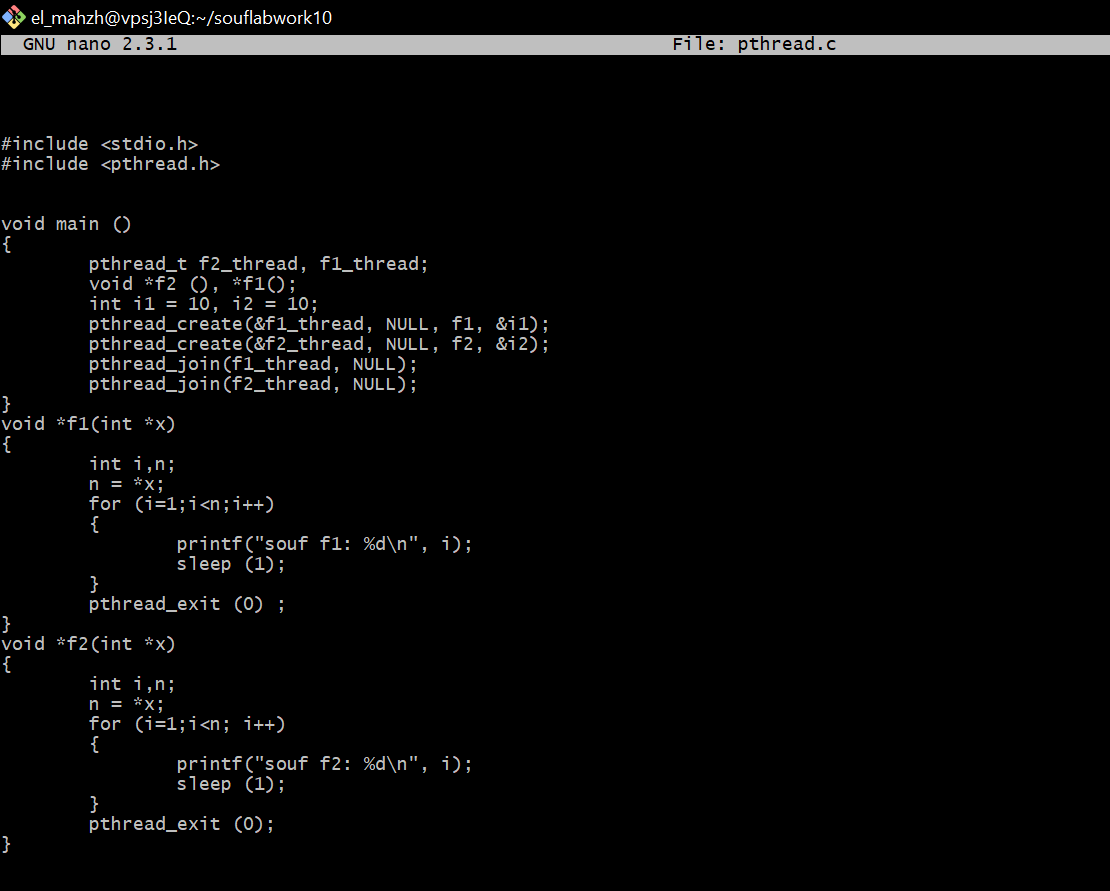 el_mahzh@vpsj3IeQ:~/souflabwork10
GNU nano 2.3.1 File: pthread.c
#include <stdio.h>
#include <pthread.h>
void main ()
{
        pthread_t f2_thread, f1_thread;
        void *f2 (), *f1();
        int i1 = 10, i2 = 10;
        pthread_create(&f1_thread, NULL, f1, &i1);
        pthread_create(&f2_thread, NULL, f2, &i2);
        pthread_join(f1_thread, NULL);
        pthread_join(f2_thread, NULL);
}
void *f1(int *x)
{
        int i,n;
        n = *x;
        for (i=1;i<n;i++)
        {
                printf("souf f1: %d\n", i);
                sleep (1);
        }
        pthread_exit (0) ;
}
void *f2(int *x)
{
        int i,n;
        n = *x;
        for (i=1;i<n; i++)
        {
                printf("souf f2: %d\n", i);
                sleep (1);
        }
        pthread_exit (0);
}